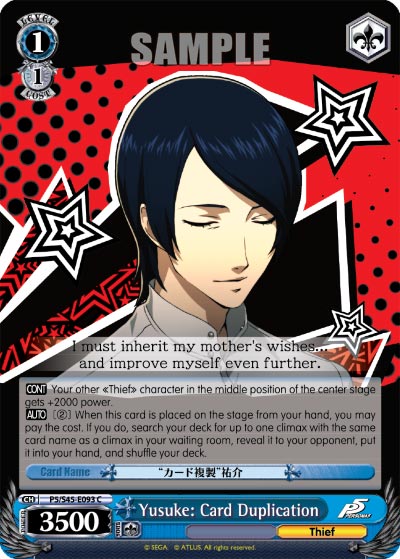 LEVEL
1
SAMPLE
1
COST
I must inherit my mother's wishes...
and improve myself even further.
CONT Your other «Thief» character in the middle position of the center stage
gets +2000 power.
AUTO [②] When this card is placed on the stage from your hand, you may
pay the cost. If you do, search your deck for up to one climax with the same
card name as a climax in your waiting room, reveal it to your opponent, put
it into your hand, and shuffle your deck.
Card Name
“カード複製”祐介
CH P5/S45-E093 C
3500
Yusuke: Card Duplication
P5 PERSONA5
Thief
© SEGA. © ATLUS. All rights reserved.